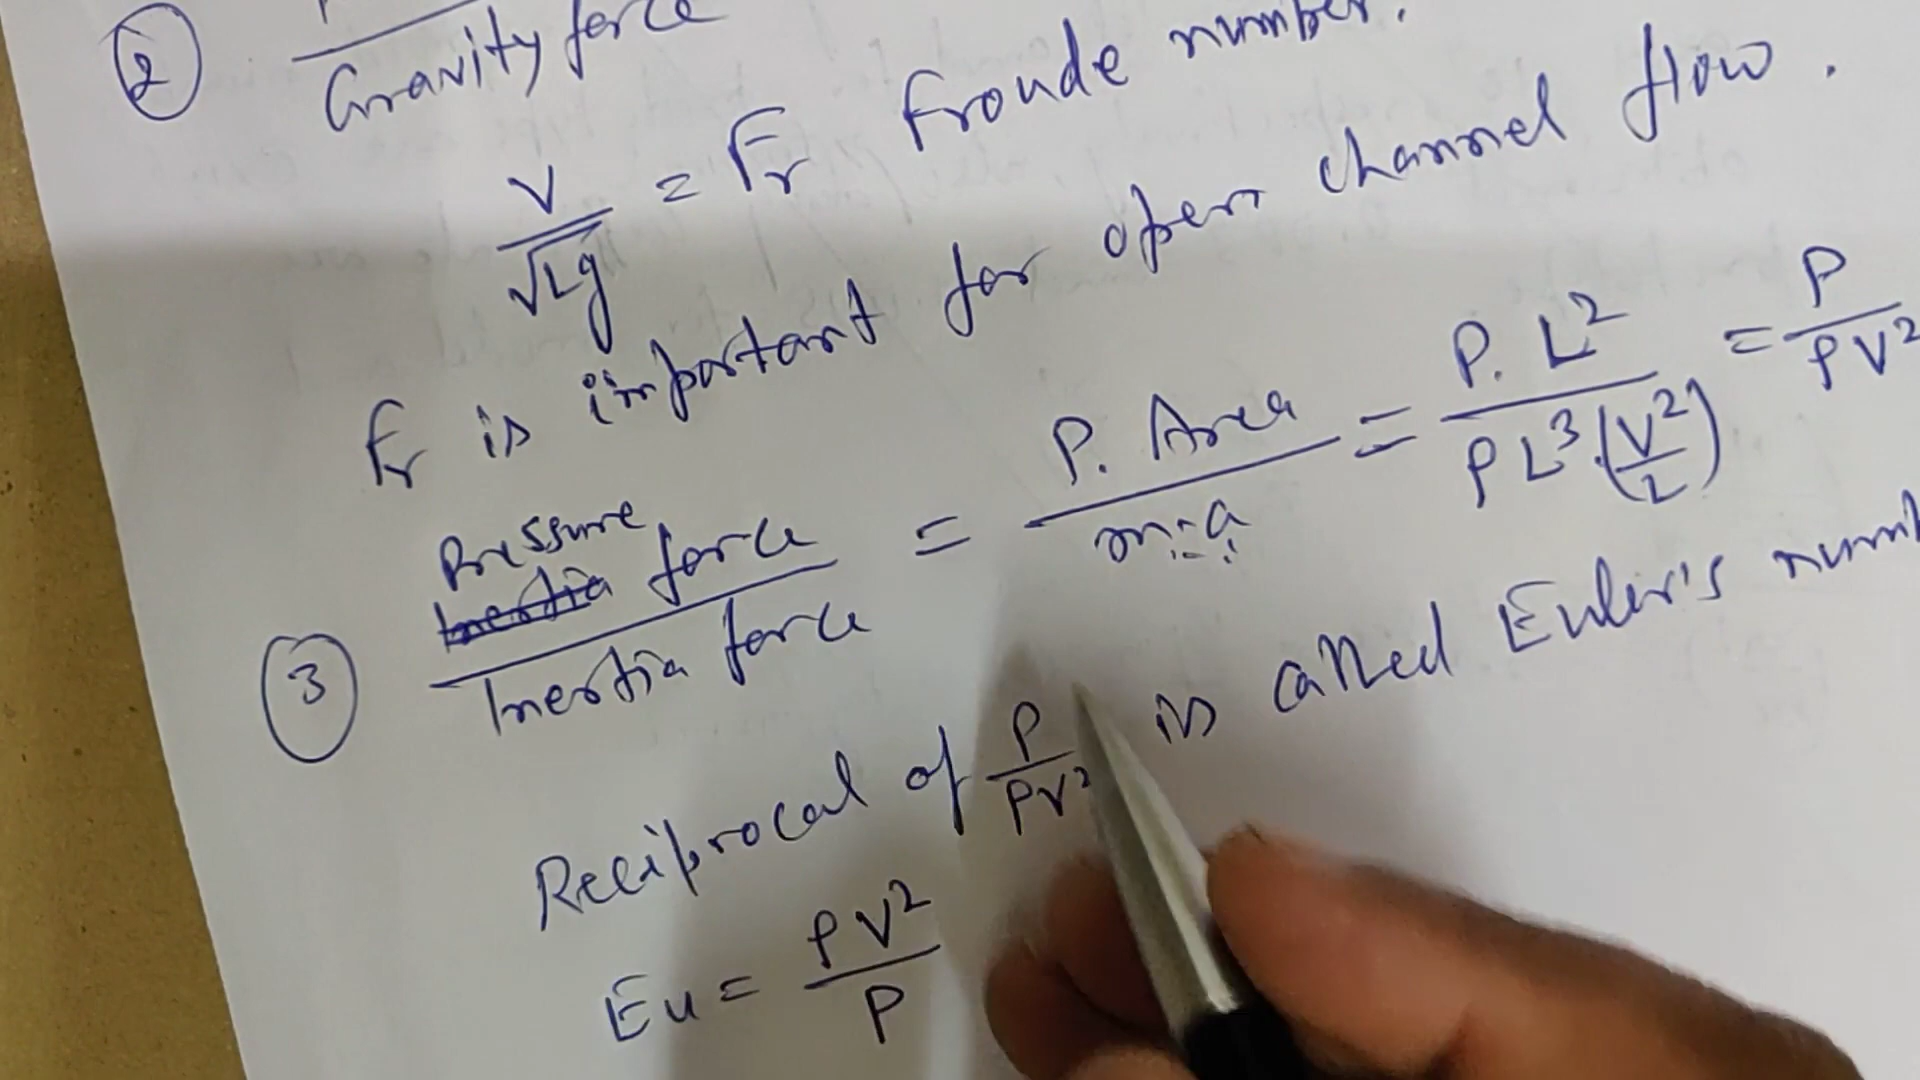 ② Gravity force
V/√Lg = Fr Froude number.
Fr is important for open channel flow.
③ Pressure force / Inertia force = P. Area / m·a = P. L² / ρL³.(V²/L) = P / ρV²
Reciprocal of P/ρV² is called Euler's
Eu = ρV² / P